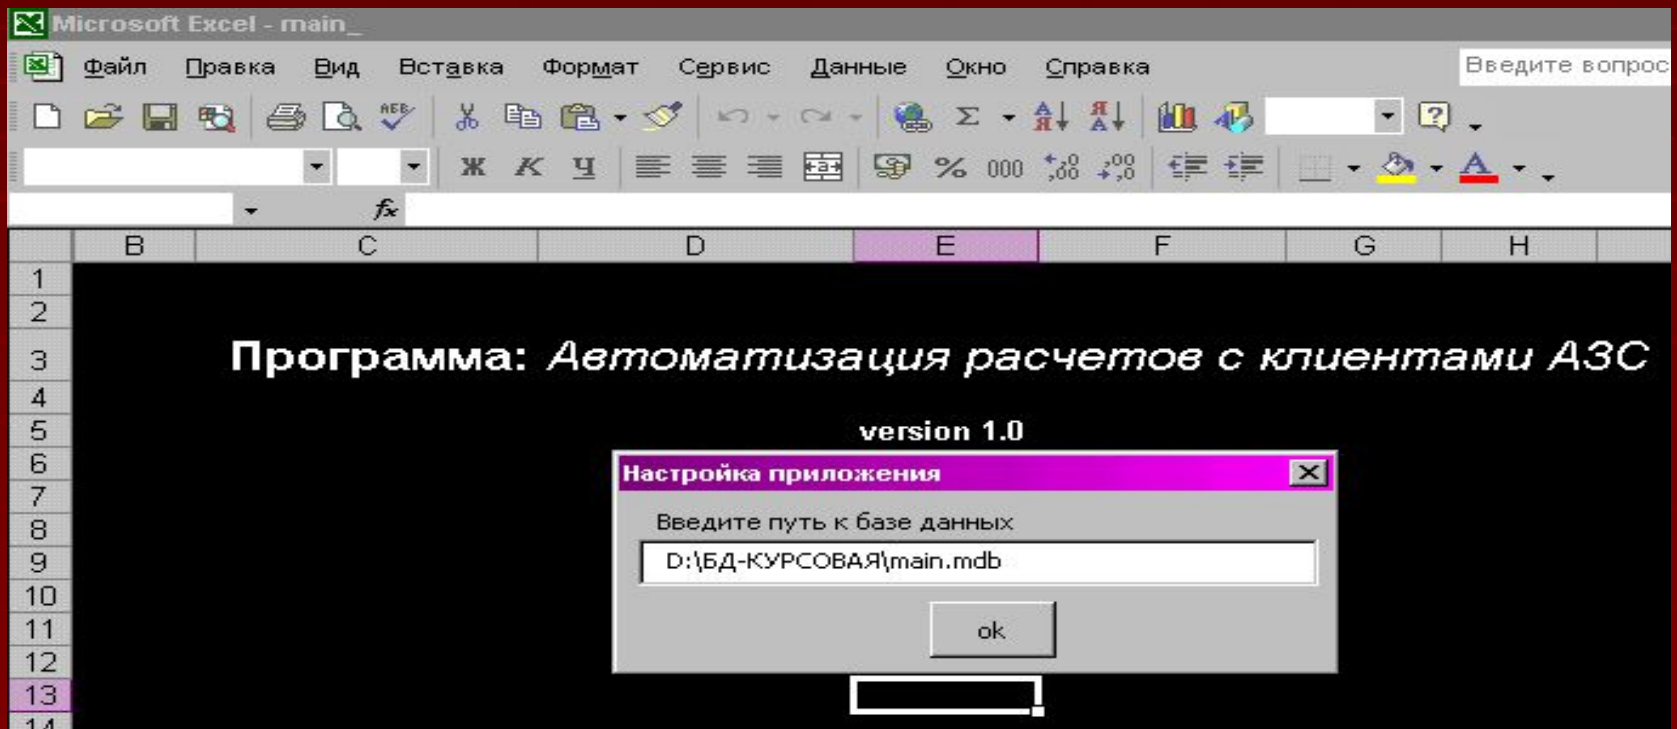 Microsoft Excel - main_
Файл Правка Вид Вставка Формат Сервис Данные Окно Справка Введите вопрос
Ж К Ч % 000
fx
B C D E F G H
1
2
3 Программа: Автоматизация расчетов с клиентами АЗС
4
5 version 1.0
6
7 Настройка приложения
8 Введите путь к базе данных
9 D:\БД-КУРСОВАЯ\main.mdb
10
11 ok
12
13
14